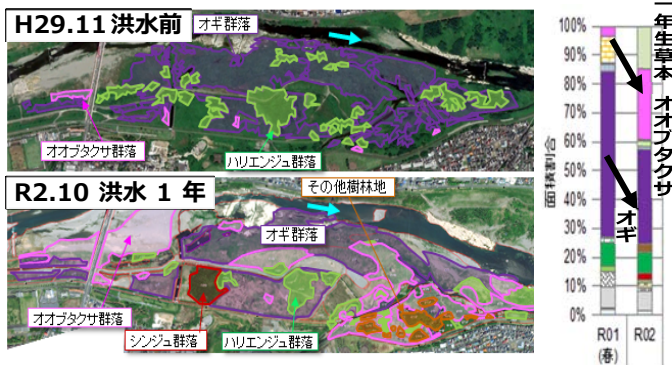 H29.11 洪水前
オギ群落
オオブタクサ群落
ハリエンジュ群落
R2.10 洪水 1 年
その他樹林地
オギ群落
オオブタクサ群落
シンジュ群落
ハリエンジュ群落
面積割合
100%
90%
80%
70%
60%
50%
40%
30%
20%
10%
0%
R01
(春)
R02
オギ
一年生草本 オオブタクサ